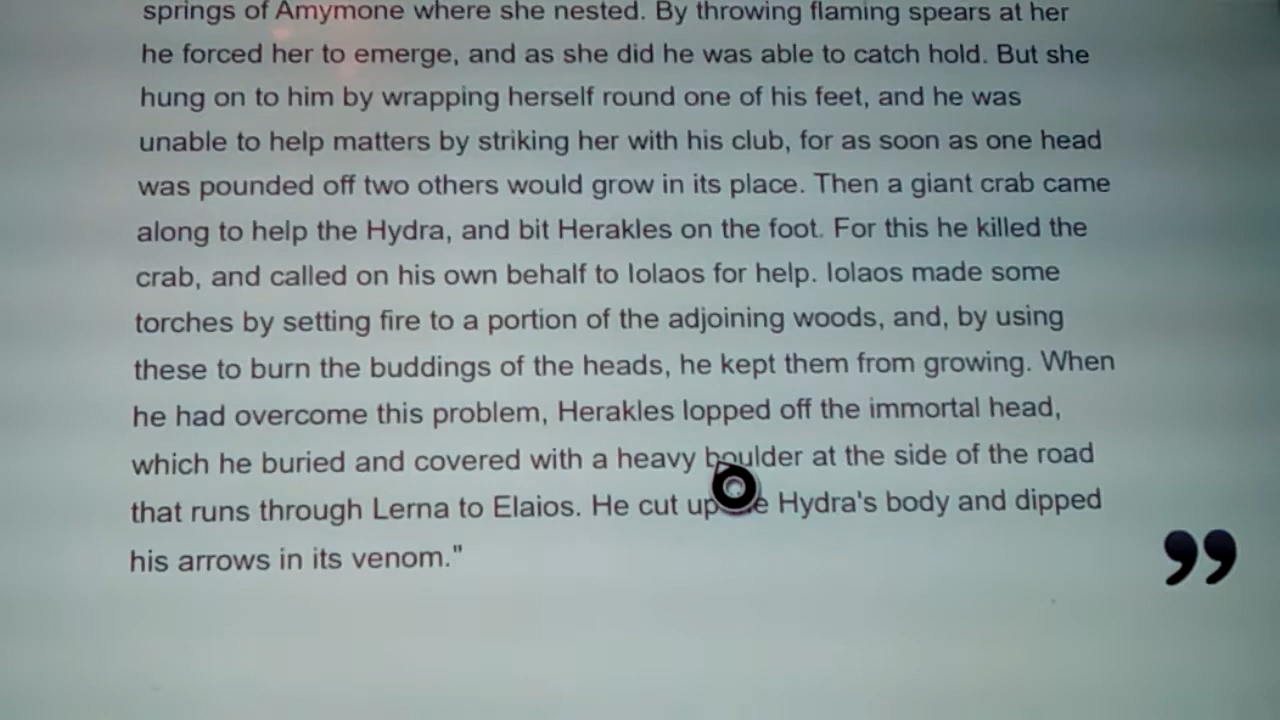 springs of Amymone where she nested. By throwing flaming spears at her
he forced her to emerge, and as she did he was able to catch hold. But she
hung on to him by wrapping herself round one of his feet, and he was
unable to help matters by striking her with his club, for as soon as one head
was pounded off two others would grow in its place. Then a giant crab came
along to help the Hydra, and bit Herakles on the foot. For this he killed the
crab, and called on his own behalf to Iolaos for help. Iolaos made some
torches by setting fire to a portion of the adjoining woods, and, by using
these to burn the buddings of the heads, he kept them from growing. When
he had overcome this problem, Herakles lopped off the immortal head,
which he buried and covered with a heavy boulder at the side of the road
that runs through Lerna to Elaios. He cut up Hydra's body and dipped
his arrows in its venom."
”